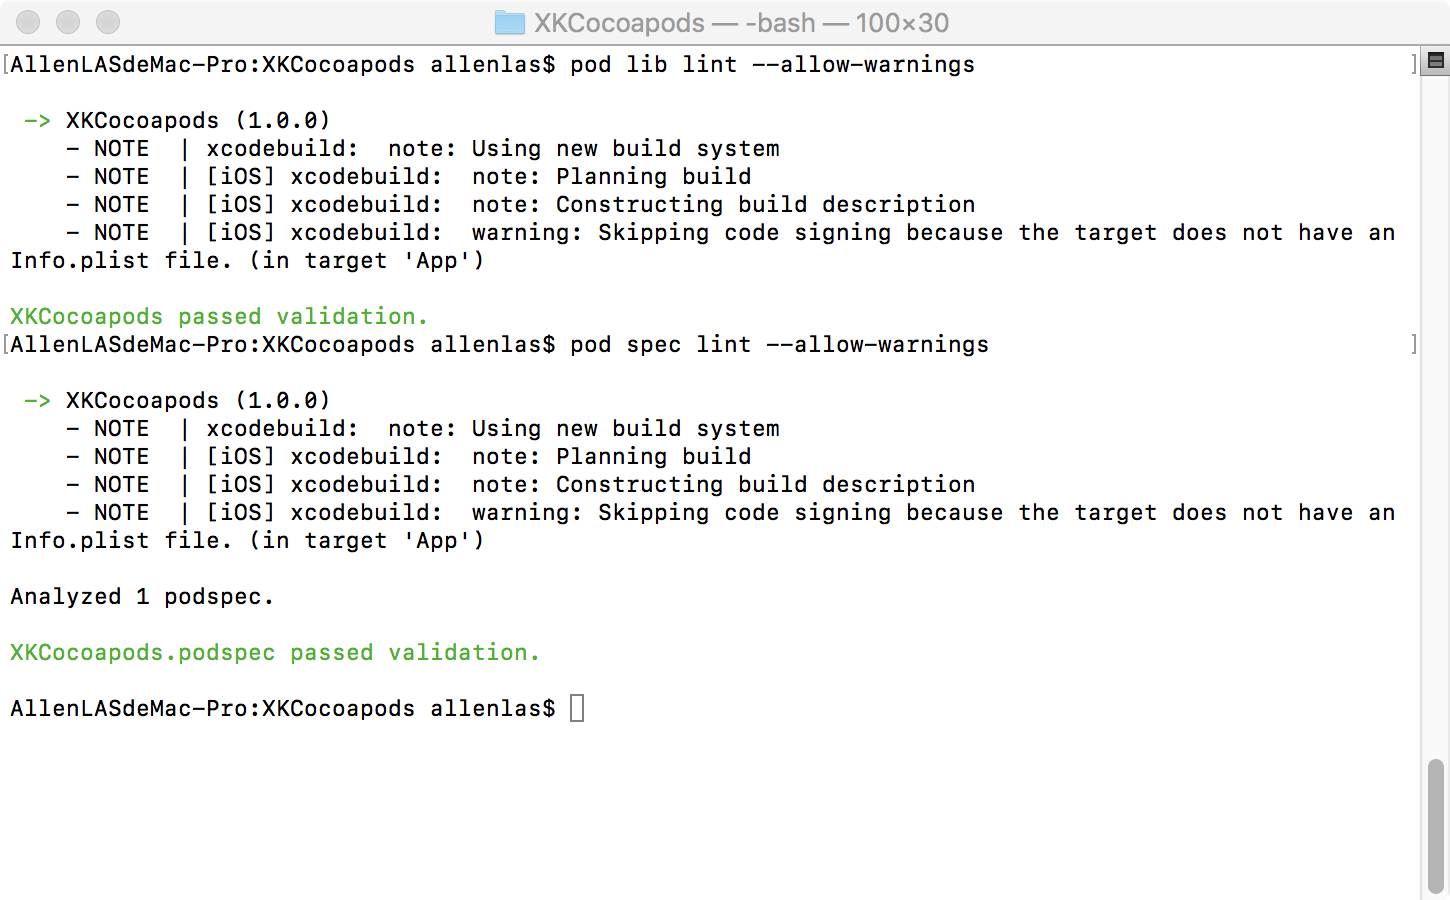 XKCocoapods — -bash — 100×30
[AllenLASdeMac-Pro:XKCocoapods allenlas$ pod lib lint --allow-warnings ]
-> XKCocoapods (1.0.0)
- NOTE | xcodebuild: note: Using new build system
- NOTE | [iOS] xcodebuild: note: Planning build
- NOTE | [iOS] xcodebuild: note: Constructing build description
- NOTE | [iOS] xcodebuild: warning: Skipping code signing because the target does not have an
Info.plist file. (in target 'App')
XKCocoapods passed validation.
[AllenLASdeMac-Pro:XKCocoapods allenlas$ pod spec lint --allow-warnings ]
-> XKCocoapods (1.0.0)
- NOTE | xcodebuild: note: Using new build system
- NOTE | [iOS] xcodebuild: note: Planning build
- NOTE | [iOS] xcodebuild: note: Constructing build description
- NOTE | [iOS] xcodebuild: warning: Skipping code signing because the target does not have an
Info.plist file. (in target 'App')
Analyzed 1 podspec.
XKCocoapods.podspec passed validation.
AllenLASdeMac-Pro:XKCocoapods allenlas$